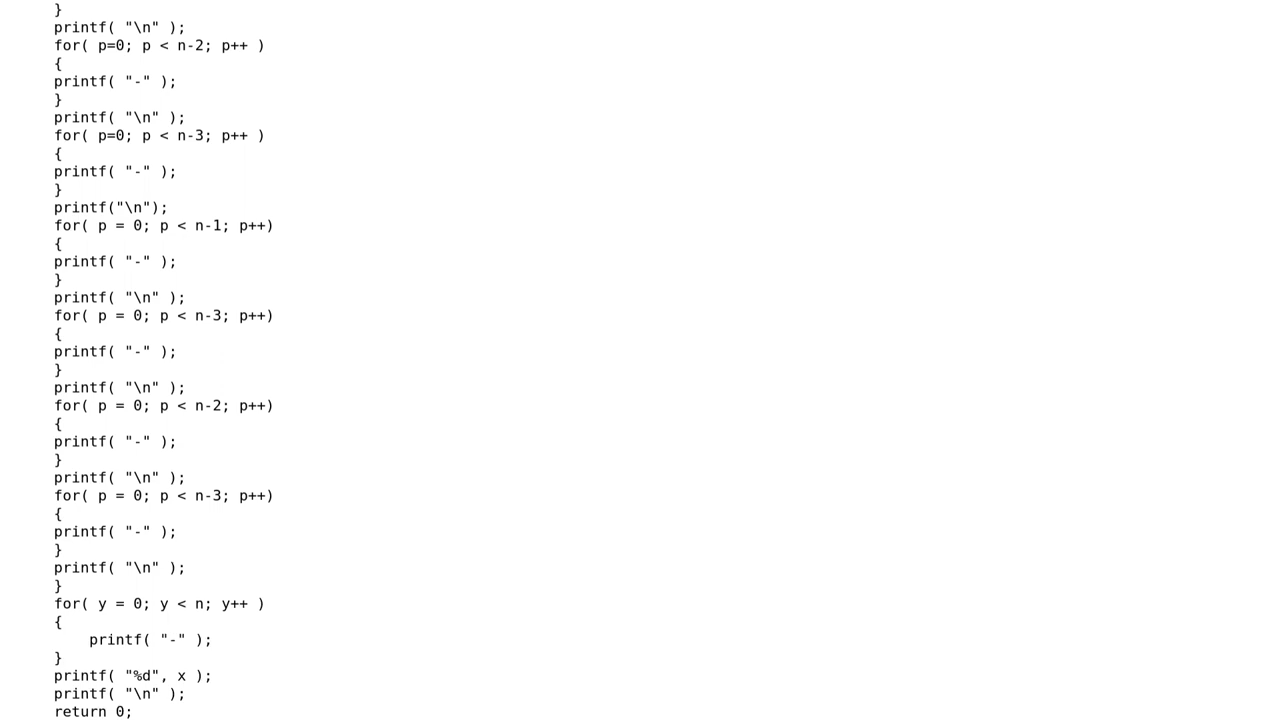 }
printf( "\n" );
for( p=0; p < n-2; p++ )
{
printf( "-" );
}
printf( "\n" );
for( p=0; p < n-3; p++ )
{
printf( "-" );
}
printf("\n");
for( p = 0; p < n-1; p++)
{
printf( "-" );
}
printf( "\n" );
for( p = 0; p < n-3; p++)
{
printf( "-" );
}
printf( "\n" );
for( p = 0; p < n-2; p++)
{
printf( "-" );
}
printf( "\n" );
for( p = 0; p < n-3; p++)
{
printf( "-" );
}
printf( "\n" );
}
for( y = 0; y < n; y++ )
{
    printf( "-" );
}
printf( "%d", x );
printf( "\n" );
return 0;